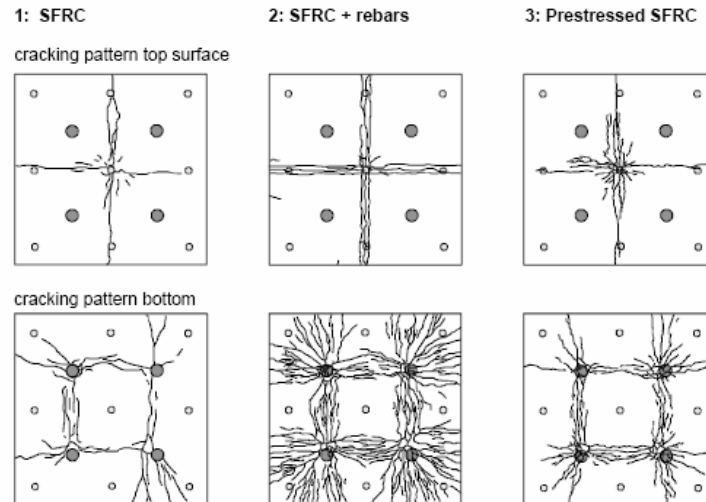 1: SFRC
2: SFRC + rebars
3: Prestressed SFRC
cracking pattern top surface
cracking pattern bottom